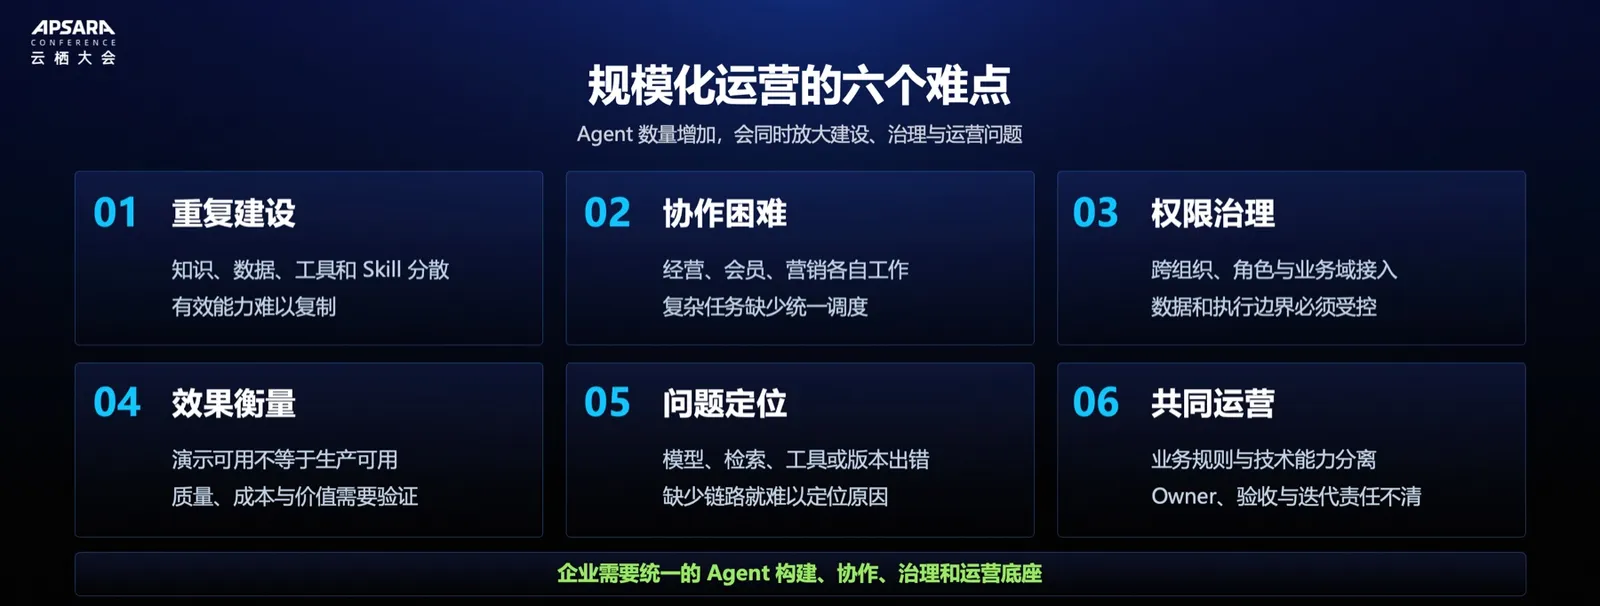 APSARA
CONFERENCE
云栖大会
规模化运营的六个难点
Agent 数量增加，会同时放大建设、治理与运营问题
01 重复建设
知识、数据、工具和 Skill 分散
有效能力难以复制
02 协作困难
经营、会员、营销各自工作
复杂任务缺少统一调度
03 权限治理
跨组织、角色与业务域接入
数据和执行边界必须受控
04 效果衡量
演示可用不等于生产可用
质量、成本与价值需要验证
05 问题定位
模型、检索、工具或版本出错
缺少链路就难以定位原因
06 共同运营
业务规则与技术能力分离
Owner、验收与迭代责任不清
企业需要统一的 Agent 构建、协作、治理和运营底座